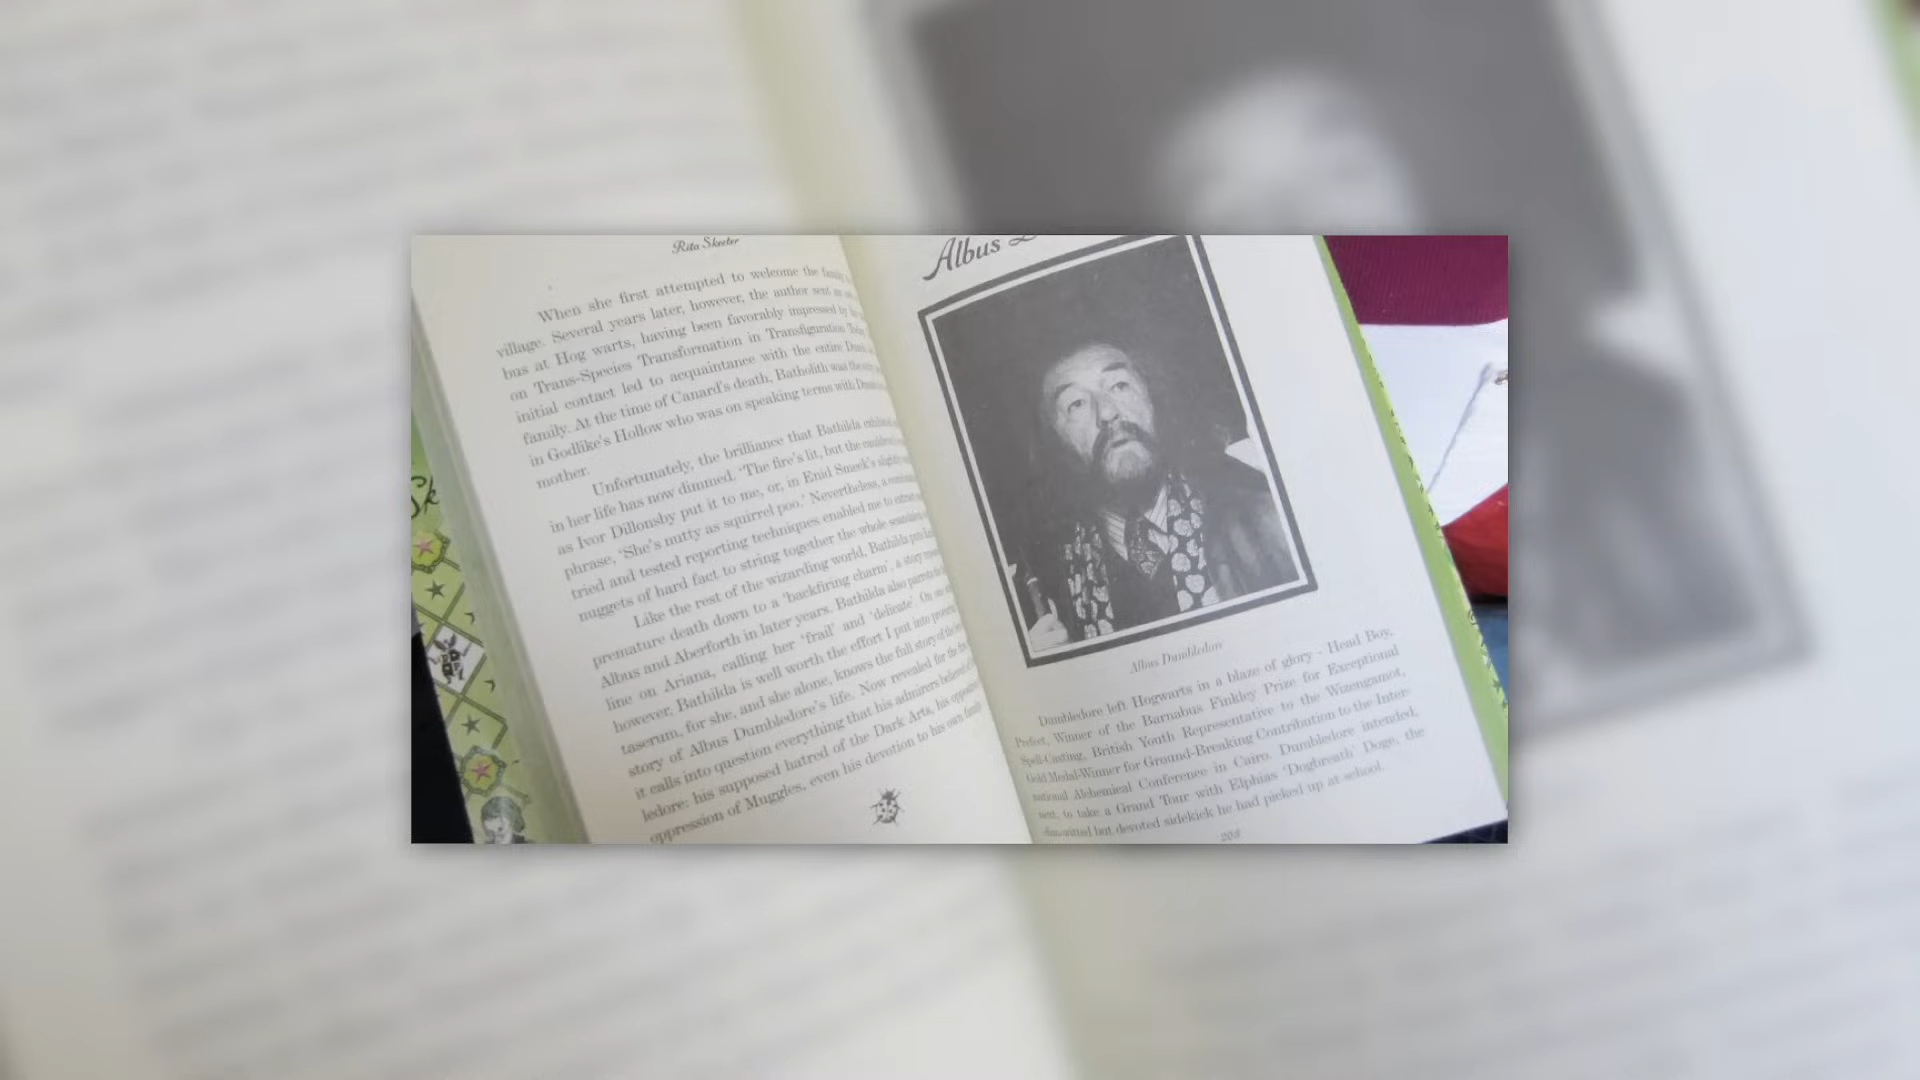 Rita Skeeter
When she first attempted to welcome the family
village. Several years later, however, the author sent an
bus at Hog warts, having been favorably impressed by
on Trans-Species Transformation in Transfiguration Today
initial contact led to acquaintance with the entire
family. At the time of Canard's death, Batholith was the
in Godlike's Hollow who was on speaking terms with
mother.
Unfortunately, the brilliance that Bathilda
in her life has now dimmed. 'The fire's lit, but the
as Ivor Dillonsby put it to me, or, in Enid Smeek's slightly
phrase, 'She's nutty as squirrel poo.' Nevertheless, a
tried and tested reporting techniques enabled me to
nuggets of hard fact to string together the whole
Like the rest of the wizarding world, Bathilda puts
premature death down to a 'backfiring charm', a story
Albus and Aberforth in later years. Bathilda also parrots the
line on Ariana, calling her 'frail' and 'delicate'. On
however, Bathilda is well worth the effort I put into
taserum, for she, and she alone, knows the full story of the
story of Albus Dumbledore's life. Now revealed for the
it calls into question everything that his admirers believed of
ledore: his supposed hatred of the Dark Arts, his
oppression of Muggles, even his devotion to his own family
Sk
Albus
Albus Dumbledore
Dumbledore left Hogwarts in a blaze of glory - Head Boy,
Prefect, Winner of the Barnabus Finkley Prize for Exceptional
Spell-Casting, British Youth Representative to the Wizengamot,
Gold Medal-Winner for Ground-Breaking Contribution to the Inter-
national Alchemical Conference in Cairo. Dumbledore intended,
next, to take a Grand Tour with Elphias 'Dogbreath' Doge, the
dim-witted but devoted sidekick he had picked up at school.